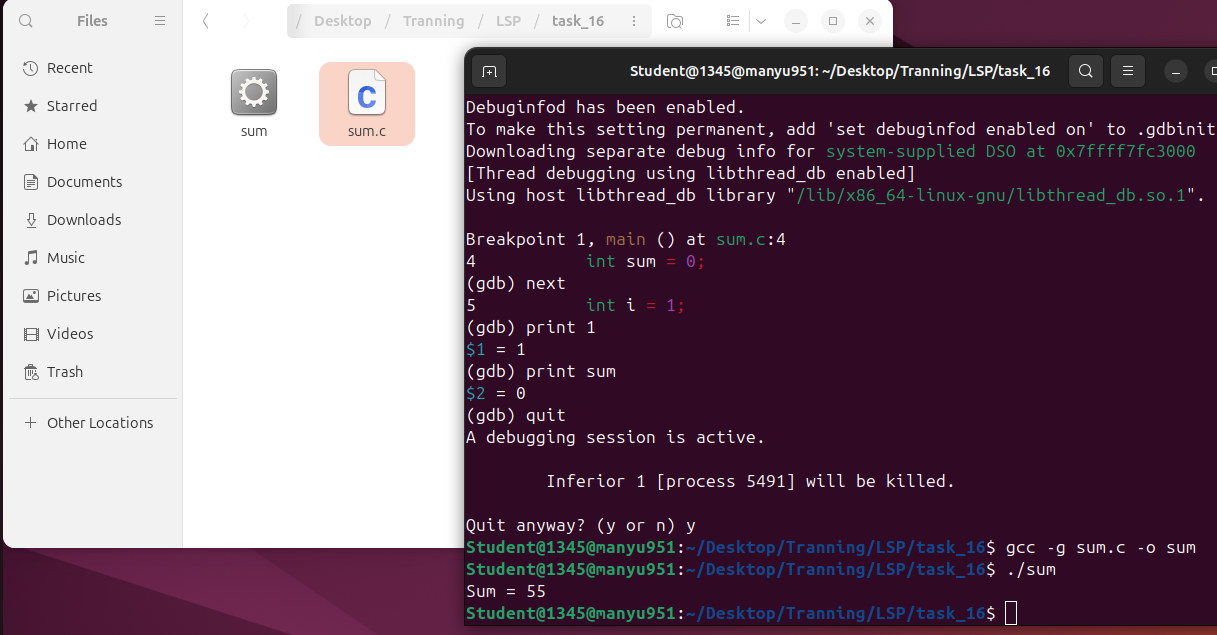 Files
/ Desktop / Tranning / LSP / task_16
Recent
Starred
Home
Documents
Downloads
Music
Pictures
Videos
Trash
Other Locations
sum
C
sum.c
Student@1345@manyu951: ~/Desktop/Tranning/LSP/task_16
Debuginfod has been enabled.
To make this setting permanent, add 'set debuginfod enabled on' to .gdbinit
Downloading separate debug info for system-supplied DSO at 0x7ffff7fc3000
[Thread debugging using libthread_db enabled]
Using host libthread_db library "/lib/x86_64-linux-gnu/libthread_db.so.1".
Breakpoint 1, main () at sum.c:4
4 int sum = 0;
(gdb) next
5 int i = 1;
(gdb) print 1
$1 = 1
(gdb) print sum
$2 = 0
(gdb) quit
A debugging session is active.
Inferior 1 [process 5491] will be killed.
Quit anyway? (y or n) y
Student@1345@manyu951:~/Desktop/Tranning/LSP/task_16$ gcc -g sum.c -o sum
Student@1345@manyu951:~/Desktop/Tranning/LSP/task_16$ ./sum
Sum = 55
Student@1345@manyu951:~/Desktop/Tranning/LSP/task_16$